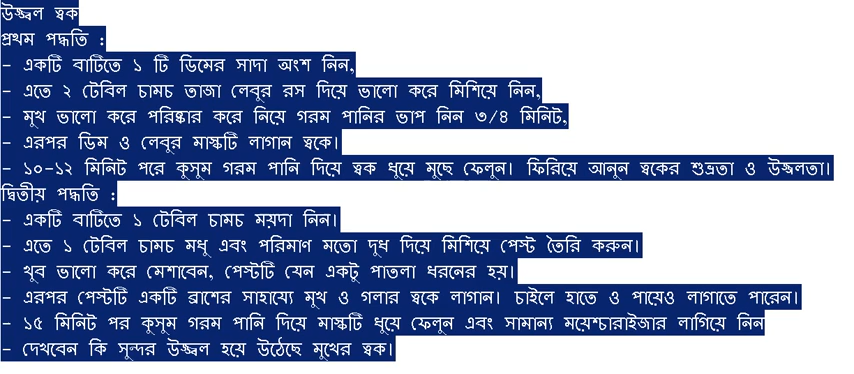 উজ্জ্বল ত্বক
প্রথম পদ্ধতি :
- একটি বাটিতে ১ টি ডিমের সাদা অংশ নিন,
- এতে ২ টেবিল চামচ তাজা লেবুর রস দিয়ে ভালো করে মিশিয়ে নিন,
- মুখ ভালো করে পরিষ্কার করে নিয়ে গরম পানির ভাপ নিন ৩/৪ মিনিট,
- এরপর ডিম ও লেবুর মাস্কটি লাগান ত্বকে।
- ১০-১২ মিনিট পরে কুসুম গরম পানি দিয়ে ত্বক ধুয়ে মুছে ফেলুন। ফিরিয়ে আনুন ত্বকের শুভ্রতা ও উজ্জলতা।
দ্বিতীয় পদ্ধতি :
- একটি বাটিতে ১ টেবিল চামচ ময়দা নিন।
- এতে ১ টেবিল চামচ মধু এবং পরিমাণ মতো দুধ দিয়ে মিশিয়ে পেস্ট তৈরি করুন।
- খুব ভালো করে মেশাবেন, পেস্টটি যেন একটু পাতলা ধরনের হয়।
- এরপর পেস্টটি একটি ব্রাশের সাহায্যে মুখ ও গলার ত্বকে লাগান। চাইলে হাতে ও পায়েও লাগাতে পারেন।
- ১৫ মিনিট পর কুসুম গরম পানি দিয়ে মাস্কটি ধুয়ে ফেলুন এবং সামান্য ময়েশ্চারাইজার লাগিয়ে নিন
- দেখবেন কি সুন্দর উজ্জ্বল হয়ে উঠেছে মুখের ত্বক।